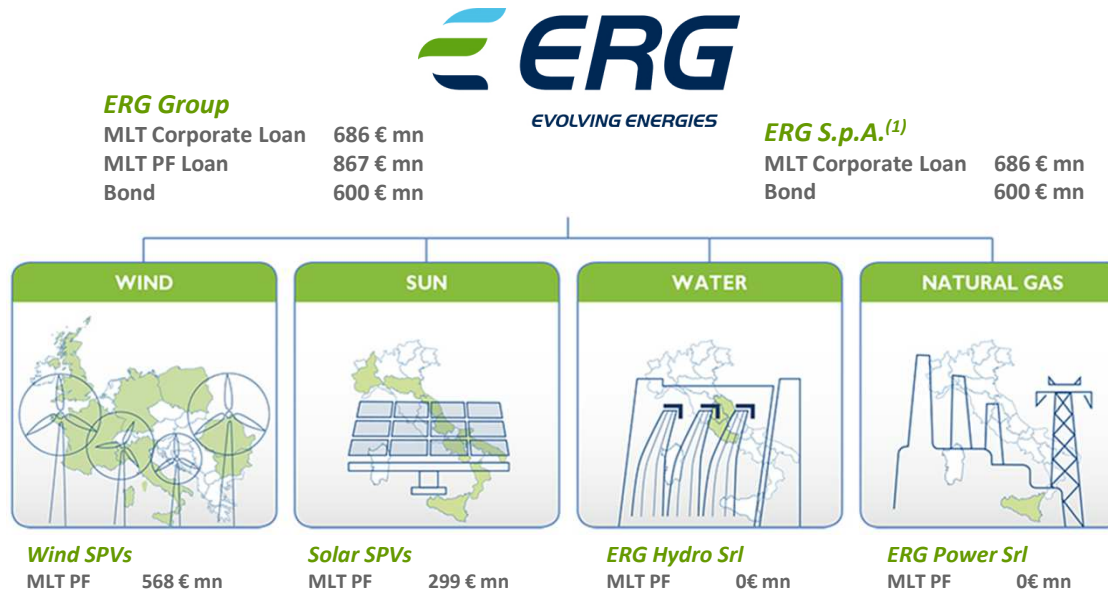 ERG
EVOLVING ENERGIES
ERG Group
MLT Corporate Loan 686 € mn
MLT PF Loan 867 € mn
Bond 600 € mn
ERG S.p.A.(1)
MLT Corporate Loan 686 € mn
Bond 600 € mn
WIND
SUN
WATER
NATURAL GAS
Wind SPVs
MLT PF 568 € mn
Solar SPVs
MLT PF 299 € mn
ERG Hydro Srl
MLT PF 0€ mn
ERG Power Srl
MLT PF 0€ mn